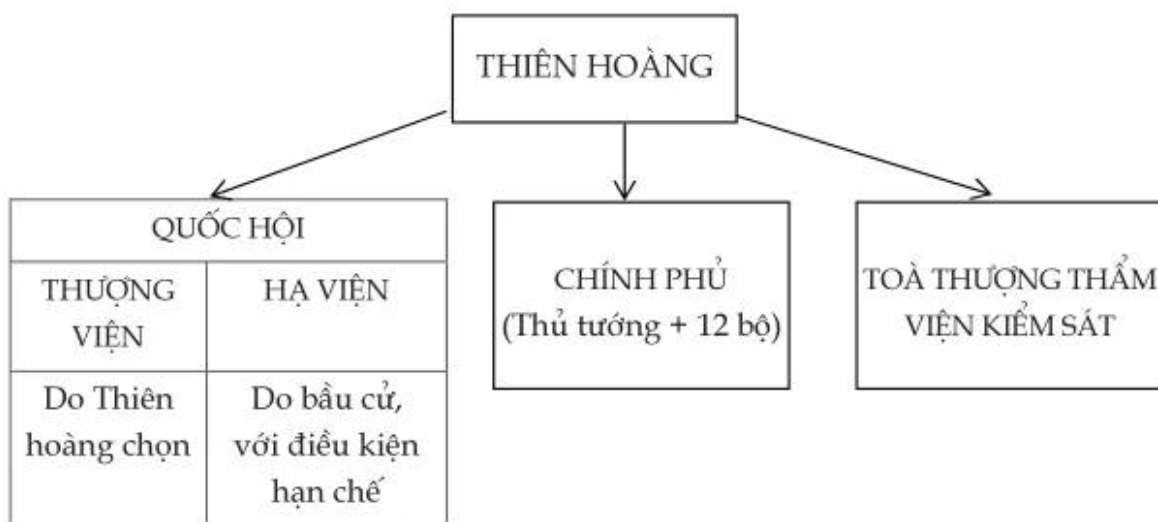 THIÊN HOÀNG
QUỐC HỘI
THƯỢNG
VIỆN
HẠ VIỆN
Do Thiên
hoàng chọn
Do bầu cử,
với điều kiện
hạn chế
CHÍNH PHỦ
(Thủ tướng + 12 bộ)
TOÀ THƯỢNG THẨM
VIỆN KIỂM SÁT